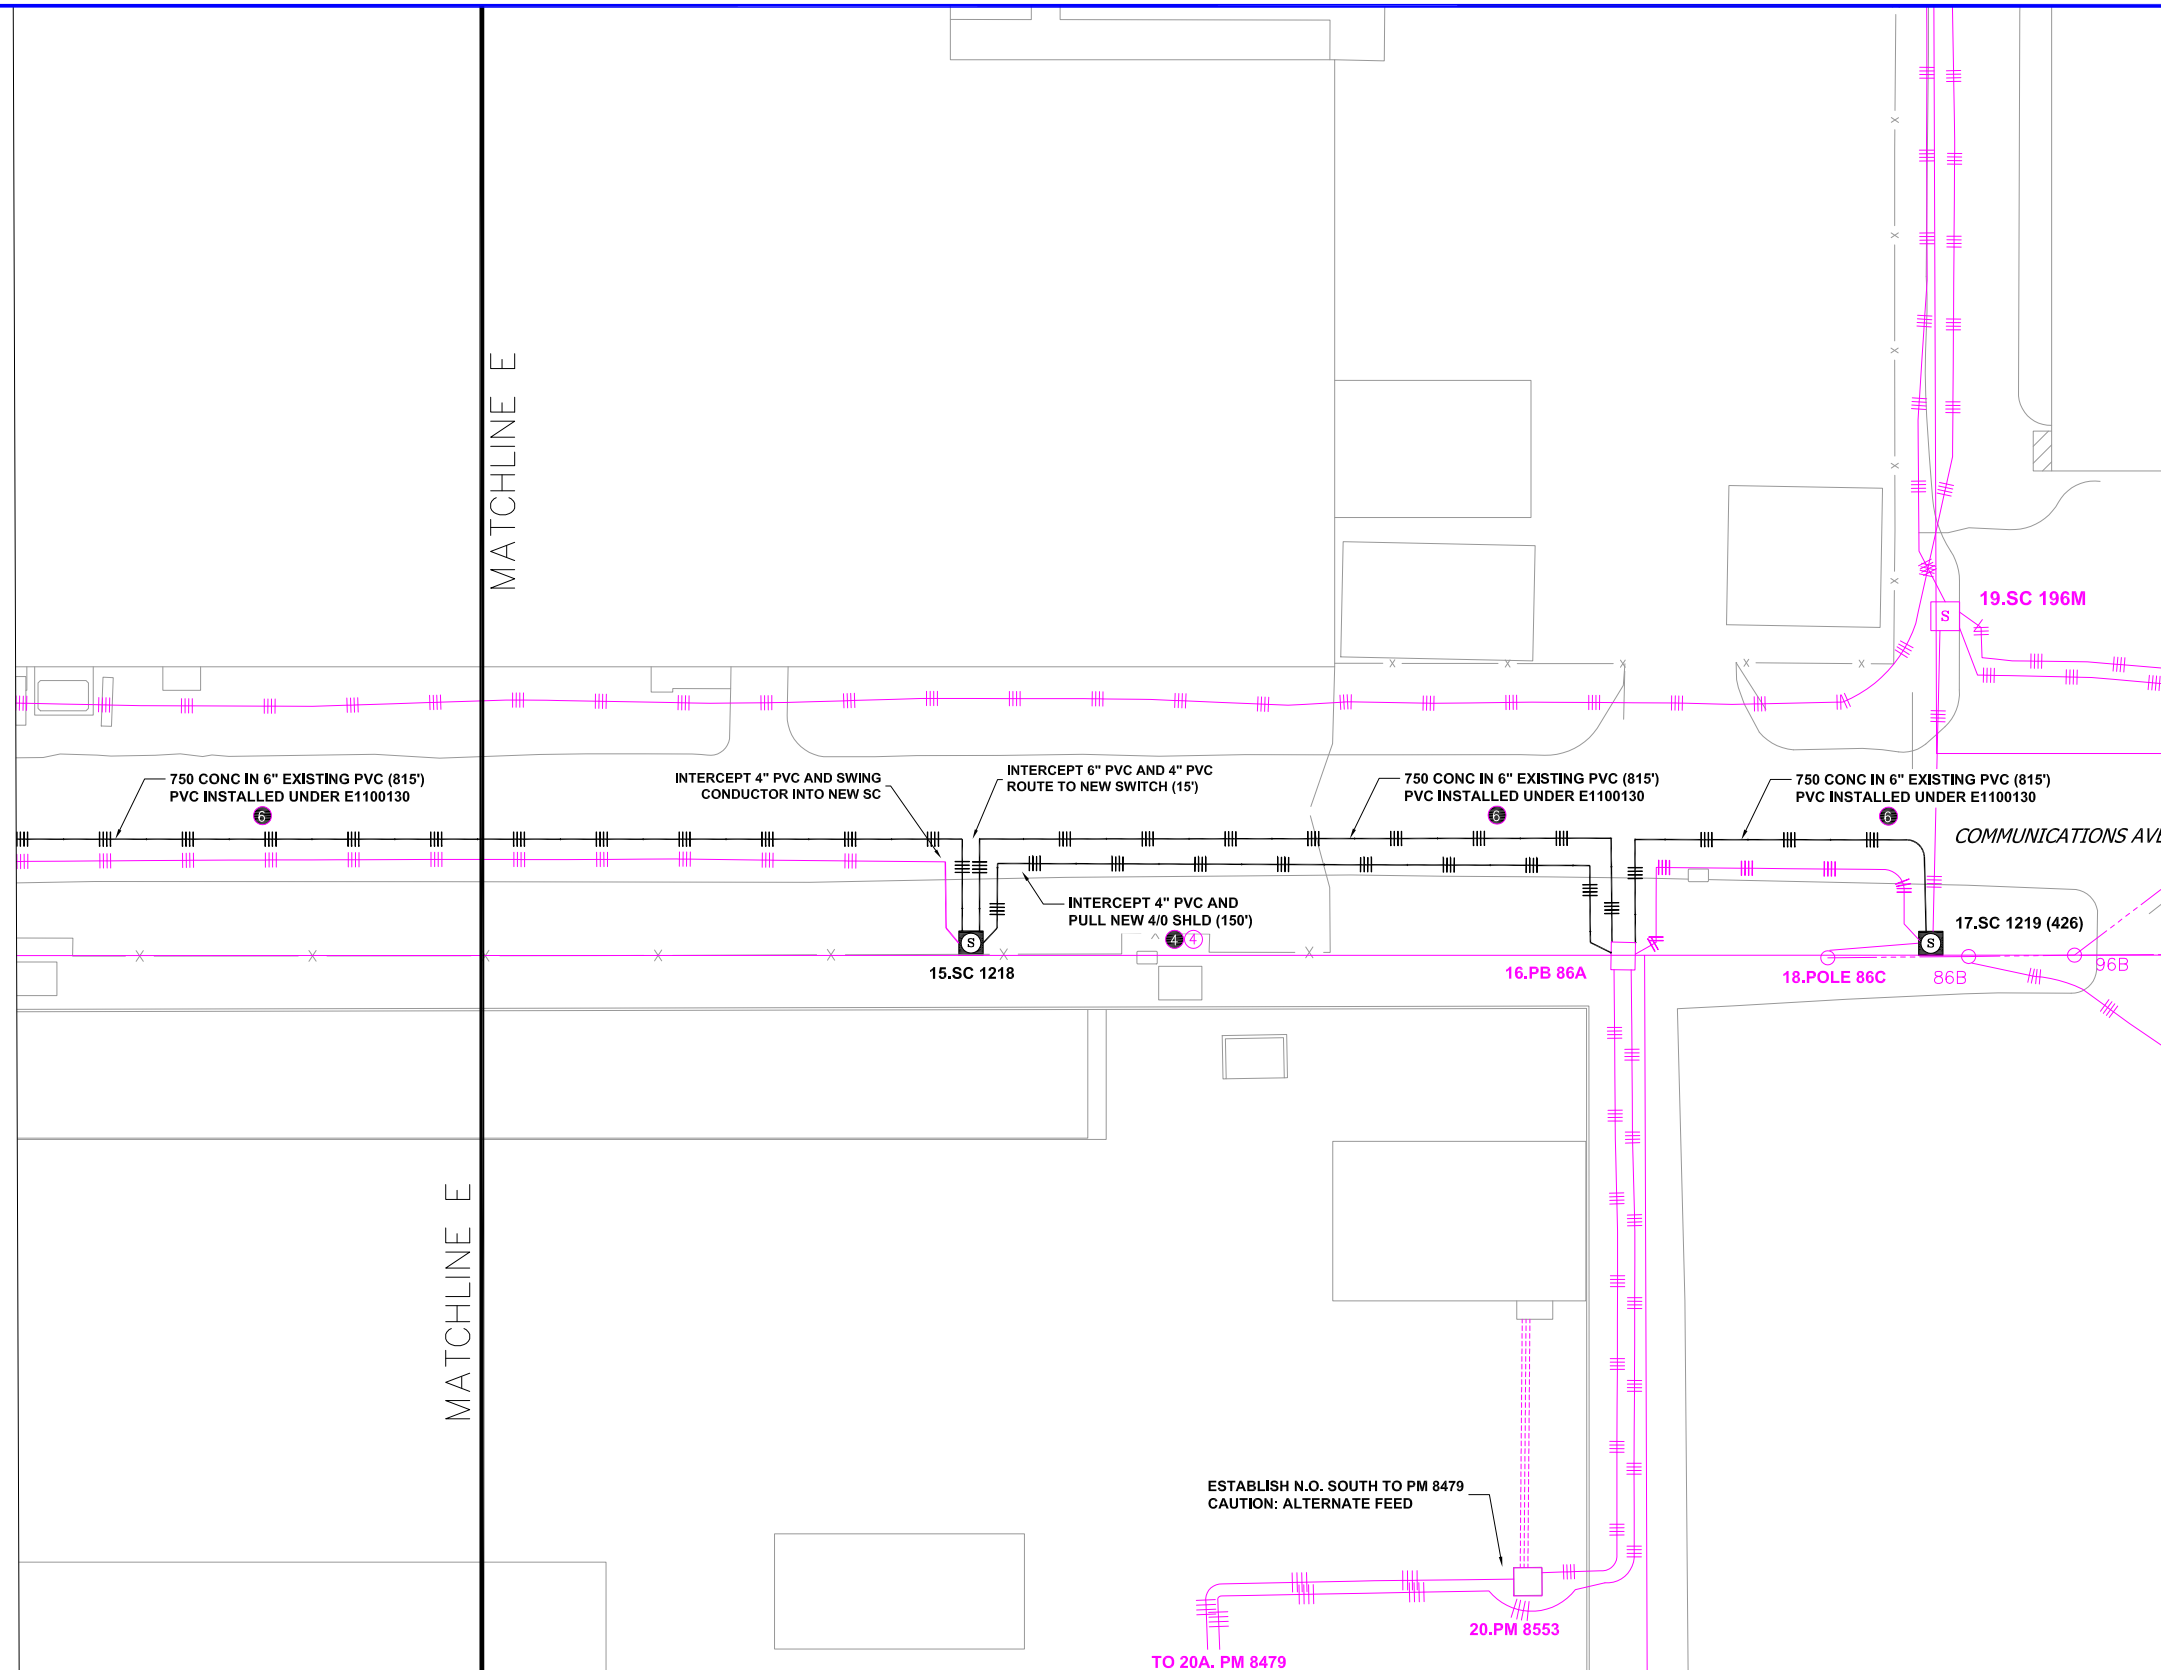 MATCHLINE E
19.SC 196M
S
750 CONC IN 6" EXISTING PVC (815')
PVC INSTALLED UNDER E1100130
6
INTERCEPT 4" PVC AND SWING
CONDUCTOR INTO NEW SC
INTERCEPT 6" PVC AND 4" PVC
ROUTE TO NEW SWITCH (15')
750 CONC IN 6" EXISTING PVC (815')
PVC INSTALLED UNDER E1100130
6
750 CONC IN 6" EXISTING PVC (815')
PVC INSTALLED UNDER E1100130
6
COMMUNICATIONS AVE
INTERCEPT 4" PVC AND
PULL NEW 4/0 SHLD (150')
4 4
S
15.SC 1218
16.PB 86A
17.SC 1219 (426)
S
18.POLE 86C
86B
96B
MATCHLINE E
ESTABLISH N.O. SOUTH TO PM 8479
CAUTION: ALTERNATE FEED
20.PM 8553
TO 20A. PM 8479